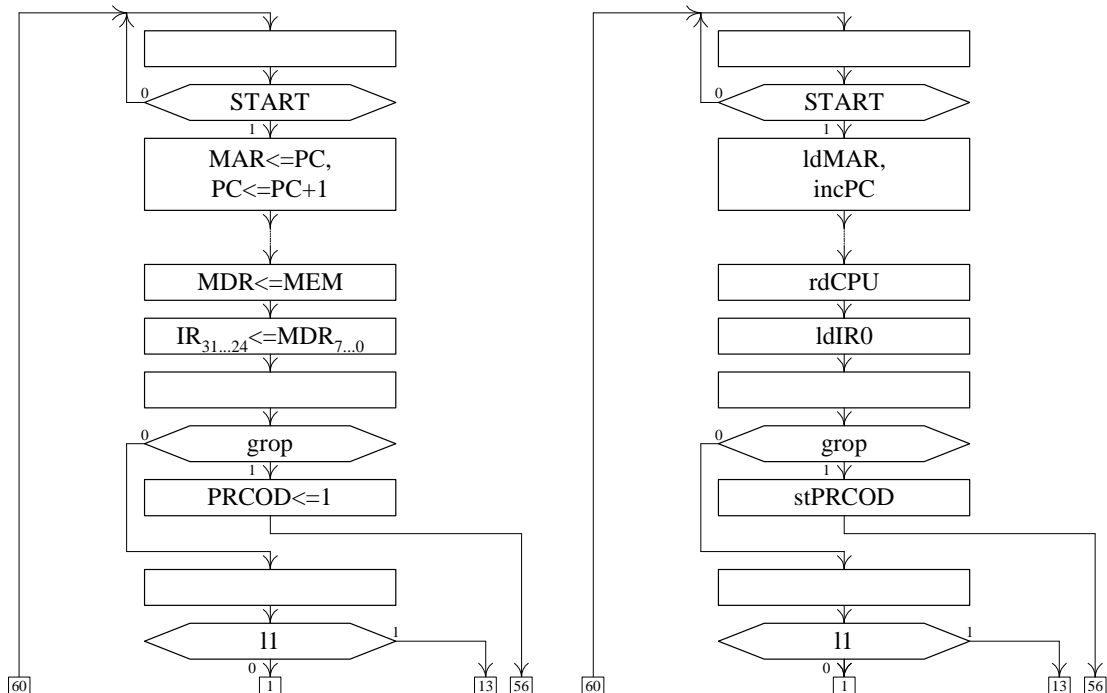 0
START
1
MAR<=PC,
PC<=PC+1
MDR<=MEM
IR31...24<=MDR7...0
0
grop
1
PRCOD<=1
l1
1
0
60
1
13
56
0
START
1
ldMAR,
incPC
rdCPU
ldIR0
0
grop
1
stPRCOD
l1
1
0
60
1
13
56